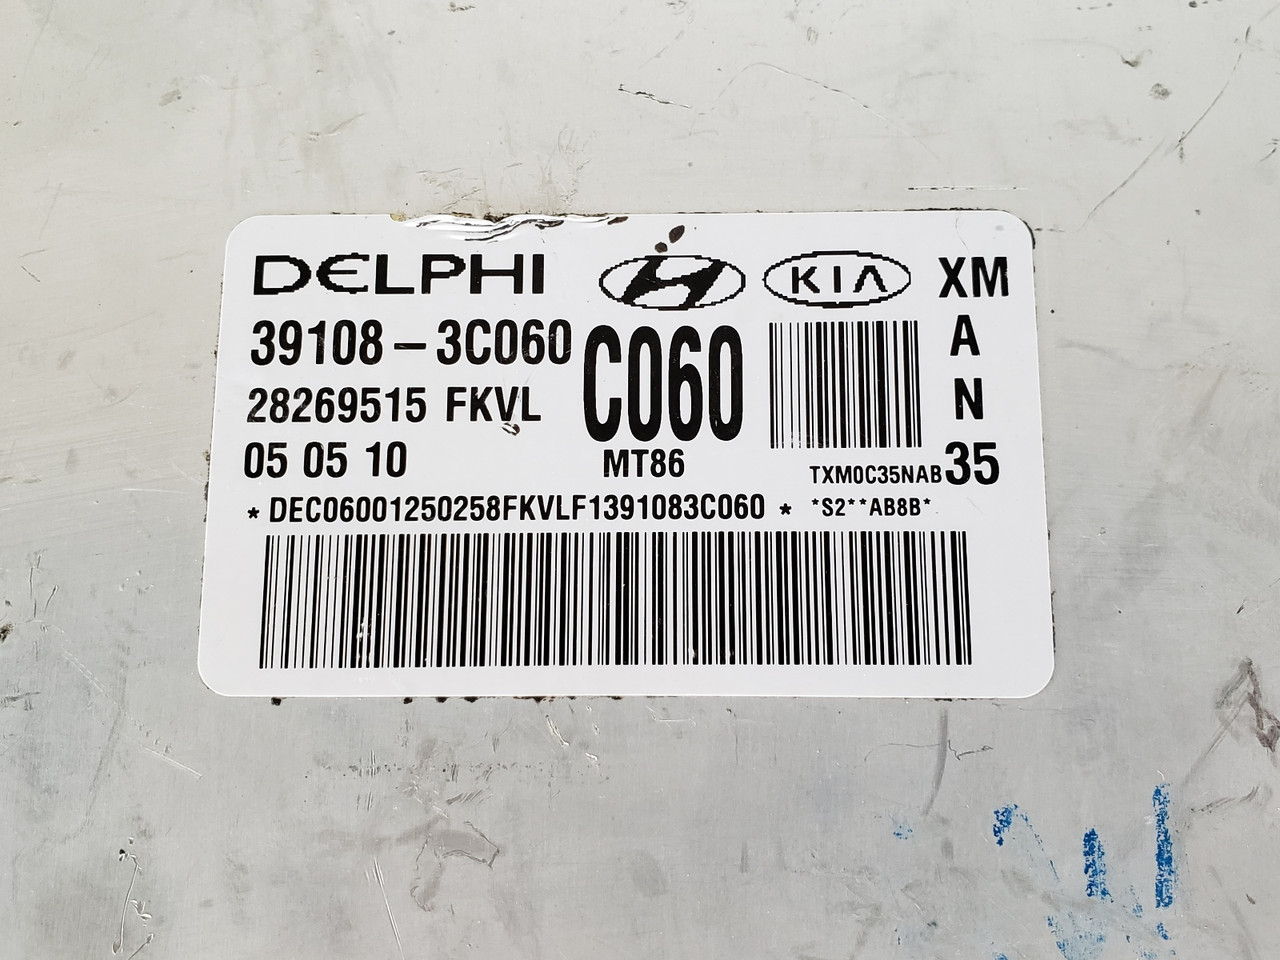 DELPHI KIA XM
39108-3C060 C060 A
28269515 FKVL N
05 05 10 MT86 TXM0C35NAB 35
*DEC06001250258FKVLF1391083C060 * *S2**AB8B*